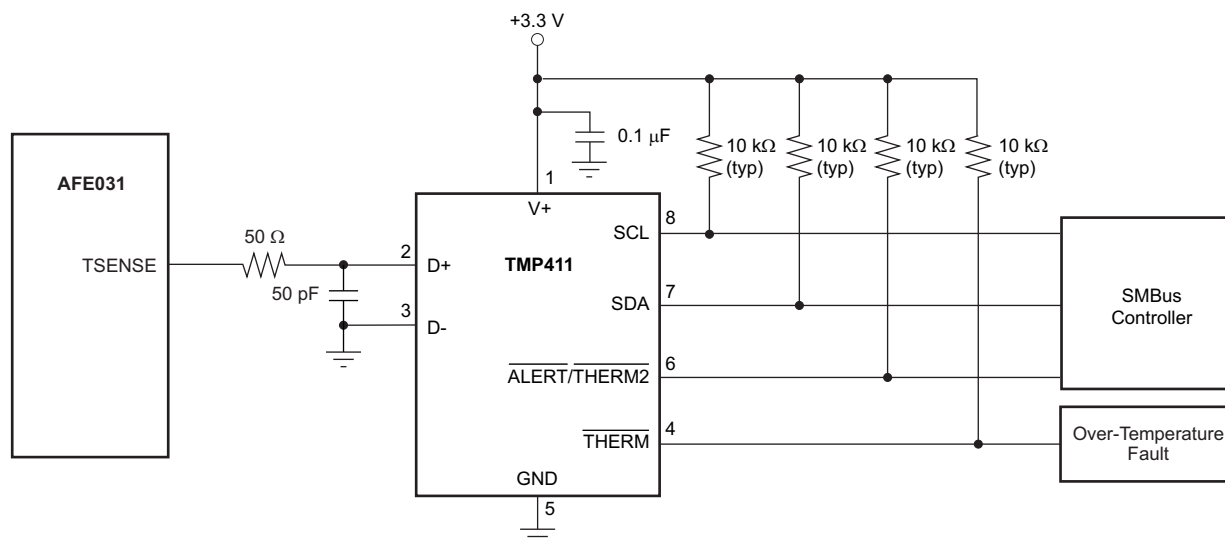 +3.3 V
0.1 μF
10 kΩ
(typ)
10 kΩ
(typ)
10 kΩ
(typ)
10 kΩ
(typ)
AFE031
TSENSE
50 Ω
50 pF
1
V+
2
D+
3
D-
TMP411
SCL
8
SDA
7
ALERT/THERM2
6
THERM
4
GND
5
SMBus
Controller
Over-Temperature
Fault